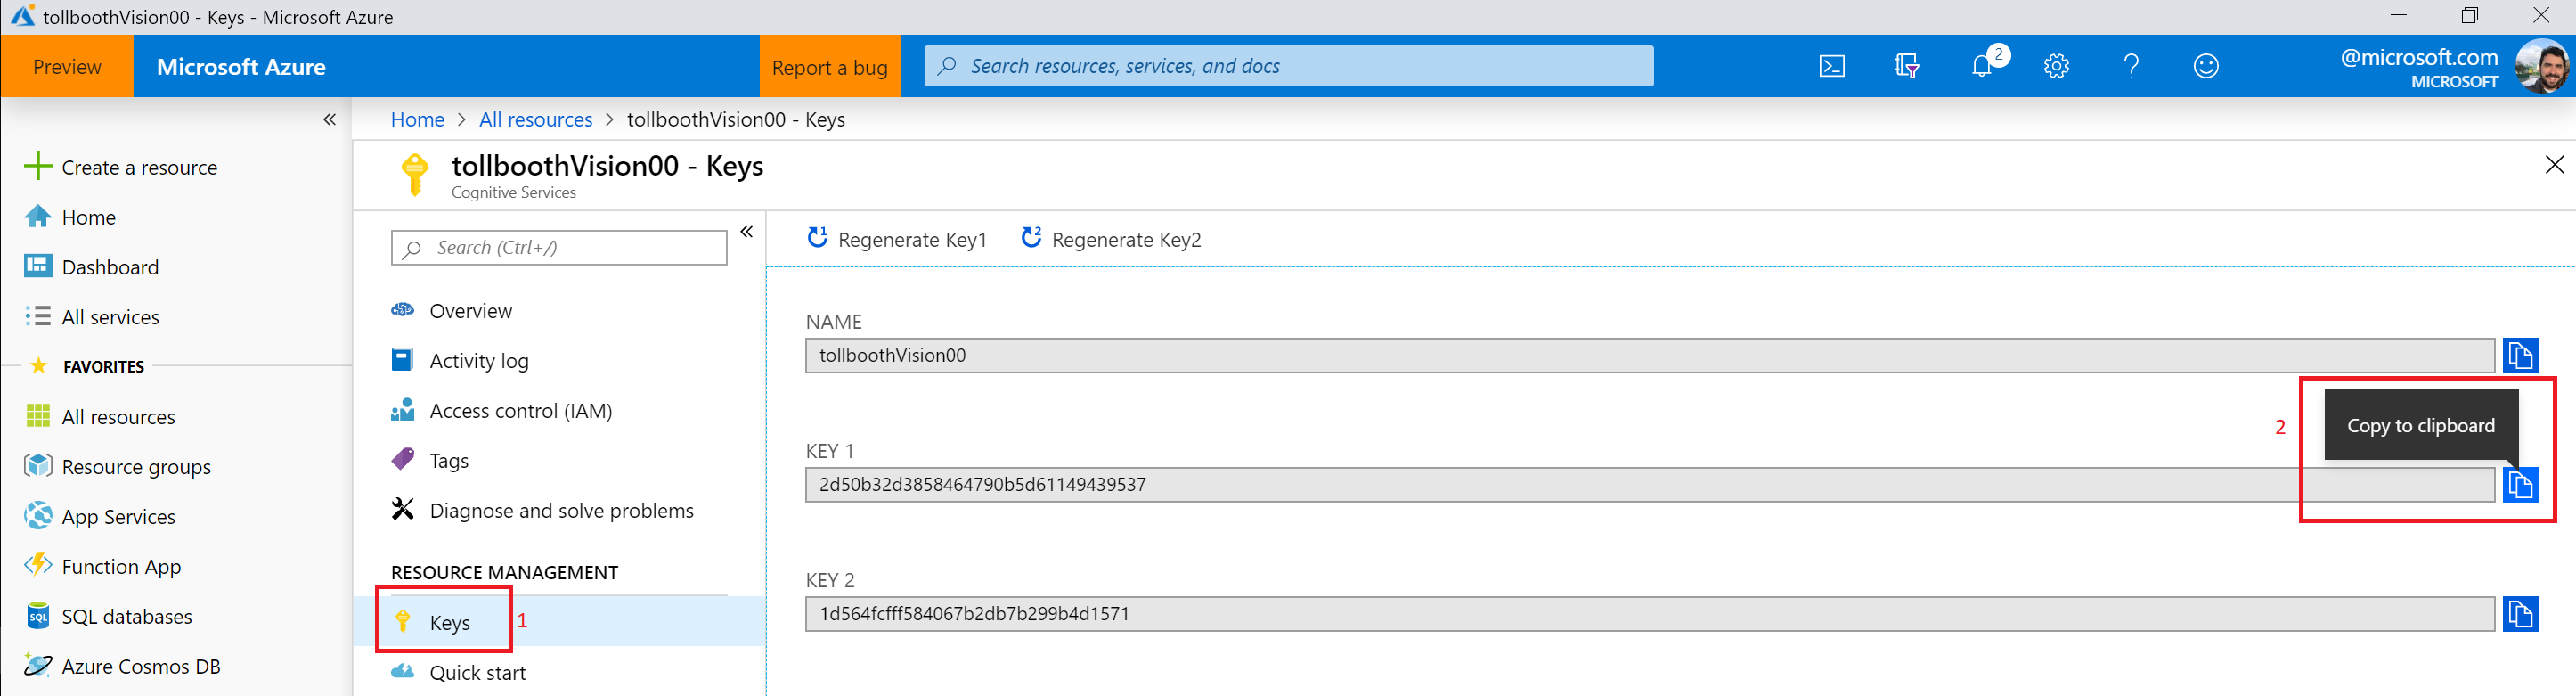 tollboothVision00 - Keys - Microsoft Azure
Preview
Microsoft Azure
Report a bug
Search resources, services, and docs
2
@microsoft.com
MICROSOFT
Home > All resources > tollboothVision00 - Keys
Create a resource
Home
Dashboard
All services
FAVORITES
All resources
Resource groups
App Services
Function App
SQL databases
Azure Cosmos DB
tollboothVision00 - Keys
Cognitive Services
Search (Ctrl+/)
Overview
Activity log
Access control (IAM)
Tags
Diagnose and solve problems
RESOURCE MANAGEMENT
Keys
1
Quick start
1 Regenerate Key1
2 Regenerate Key2
NAME
tollboothVision00
2
Copy to clipboard
KEY 1
2d50b32d3858464790b5d61149439537
KEY 2
1d564fcfff584067b2db7b299b4d1571